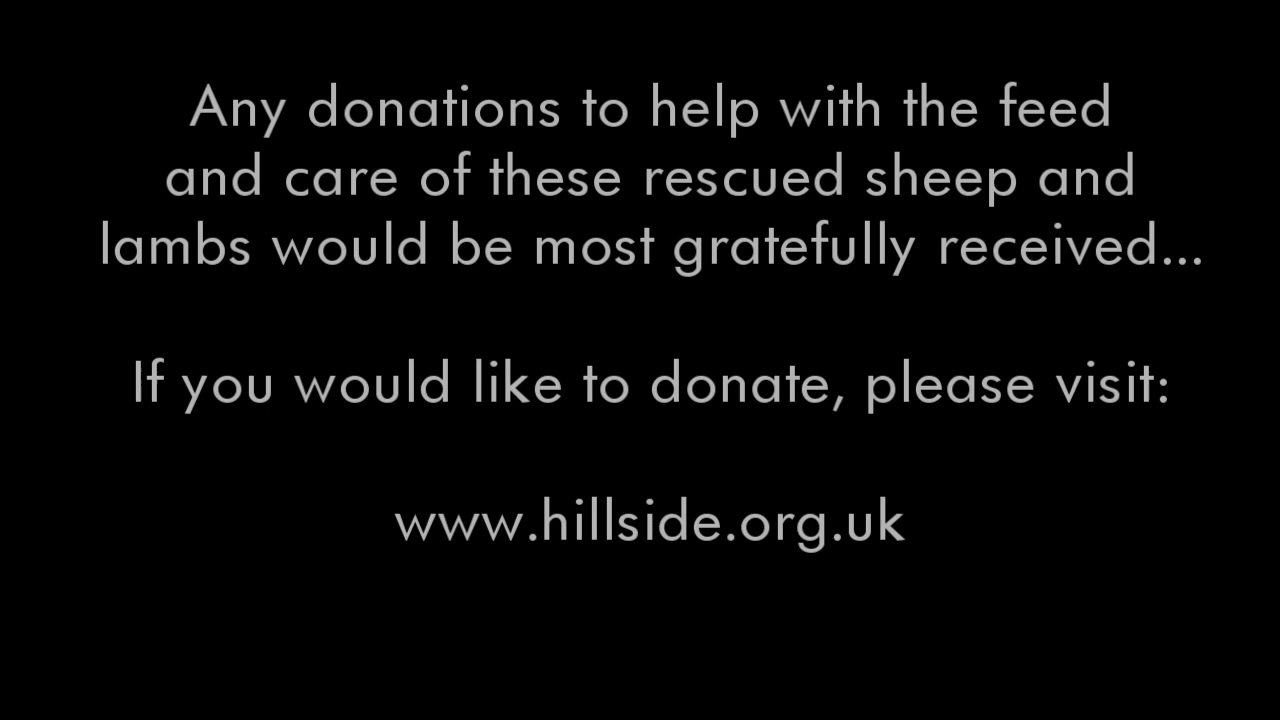 Any donations to help with the feed
and care of these rescued sheep and
lambs would be most gratefully received...
If you would like to donate, please visit:
www.hillside.org.uk